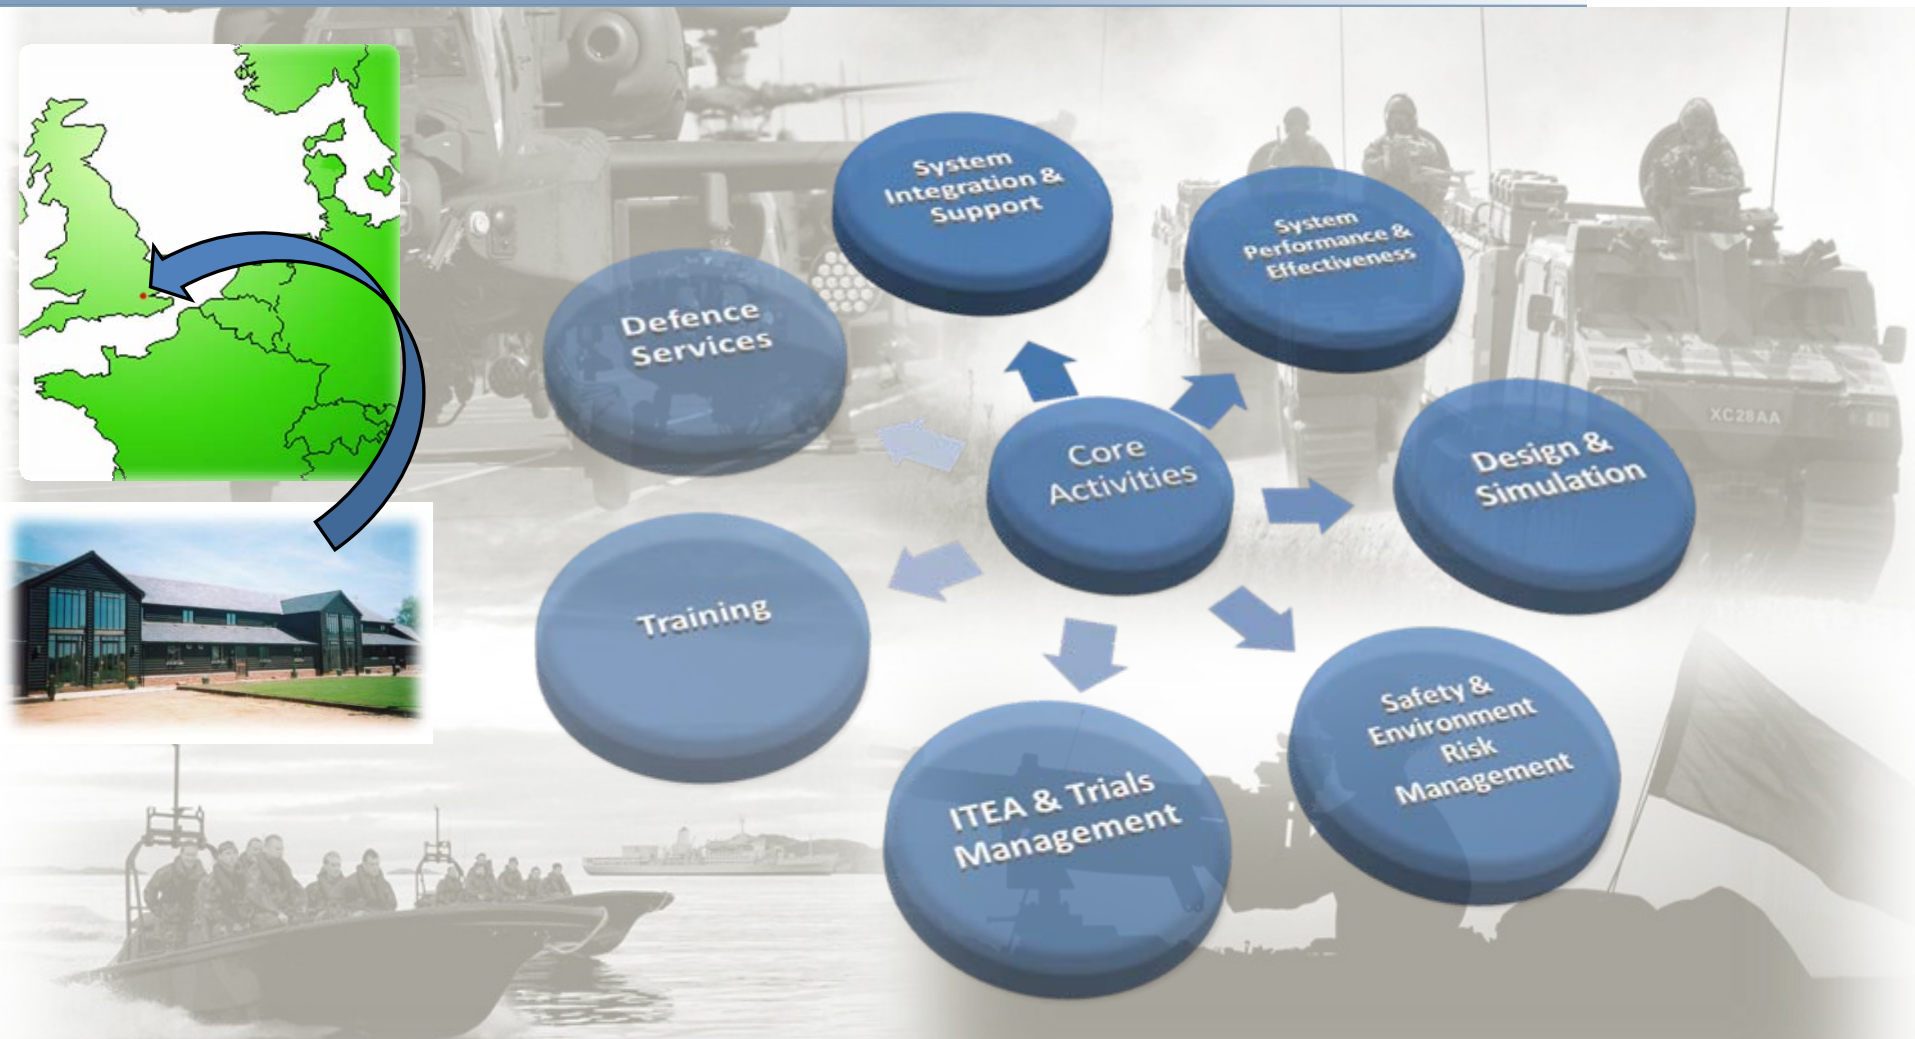 System
Integration &
Support
System
Performance &
Effectiveness
Defence
Services
Core
Activities
Design &
Simulation
XC28AA
Training
Safety &
Environment
Risk
Management
ITEA & Trials
Management